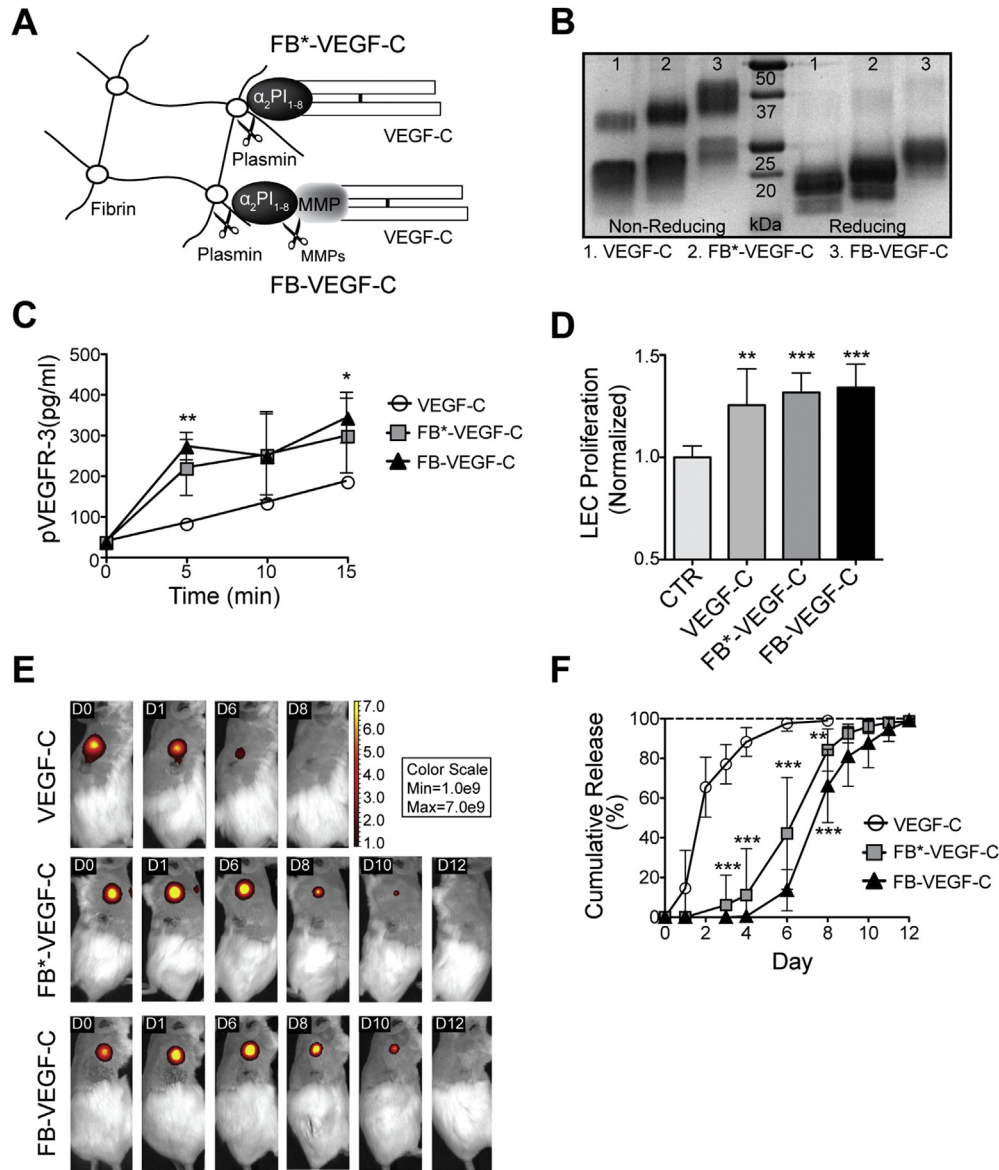 A
FB*-VEGF-C
α2PI1-8
VEGF-C
Plasmin
α2PI1-8
MMP
Fibrin
VEGF-C
Plasmin
MMPs
FB-VEGF-C
B
1 2 3 1 2 3
50
37
25
20
Non-Reducing kDa Reducing
1. VEGF-C 2. FB*-VEGF-C 3. FB-VEGF-C
C
pVEGFR-3(pg/ml)
500
400
300
200
100
0
**
*
0 5 10 15
Time (min)
VEGF-C
FB*-VEGF-C
FB-VEGF-C
D
LEC Proliferation
(Normalized)
1.5
1.0
0.5
** *** ***
CTR
VEGF-C
FB*-VEGF-C
FB-VEGF-C
E
VEGF-C
D0 D1 D6 D8
7.0
6.0
5.0
4.0
3.0
2.0
1.0
Color Scale
Min=1.0e9
Max=7.0e9
FB*-VEGF-C
D0 D1 D6 D8 D10 D12
FB-VEGF-C
D0 D1 D6 D8 D10 D12
F
Cumulative Release
(%)
100
80
60
40
20
0
**
***
***
***
***
0 2 4 6 8 10 12
Day
VEGF-C
FB*-VEGF-C
FB-VEGF-C